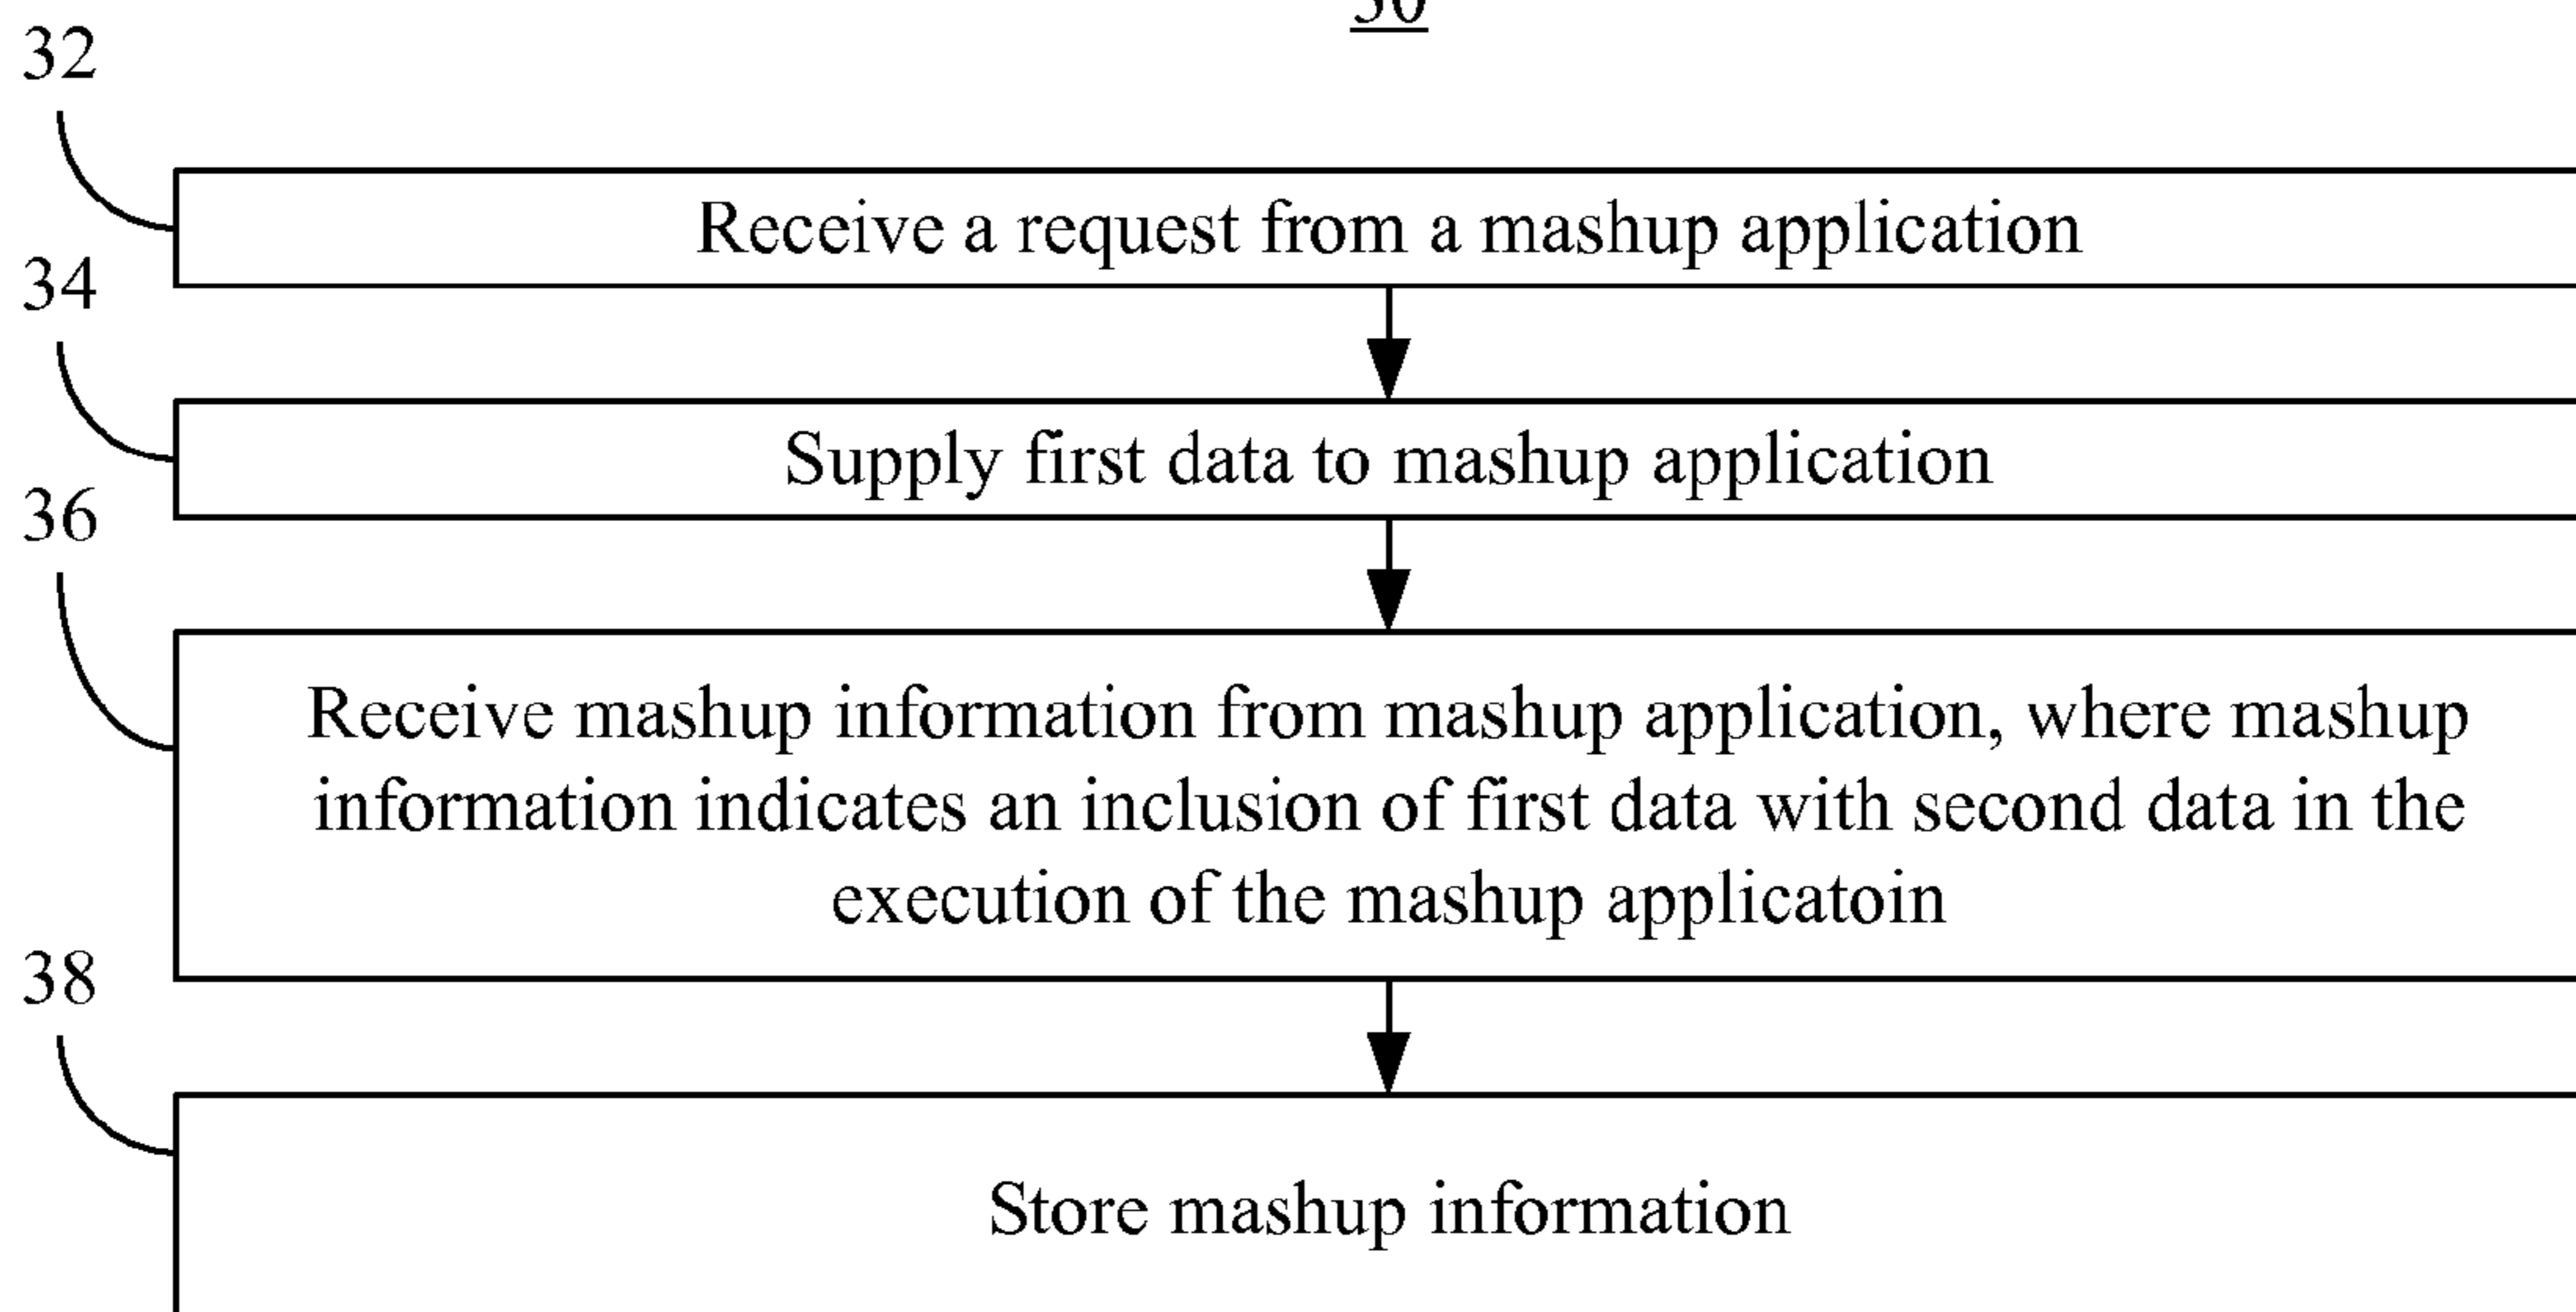 32
Receive a request from a mashup application
34
Supply first data to mashup application
36
Receive mashup information from mashup application, where mashup
information indicates an inclusion of first data with second data in the
execution of the mashup applicatoin
38
Store mashup information